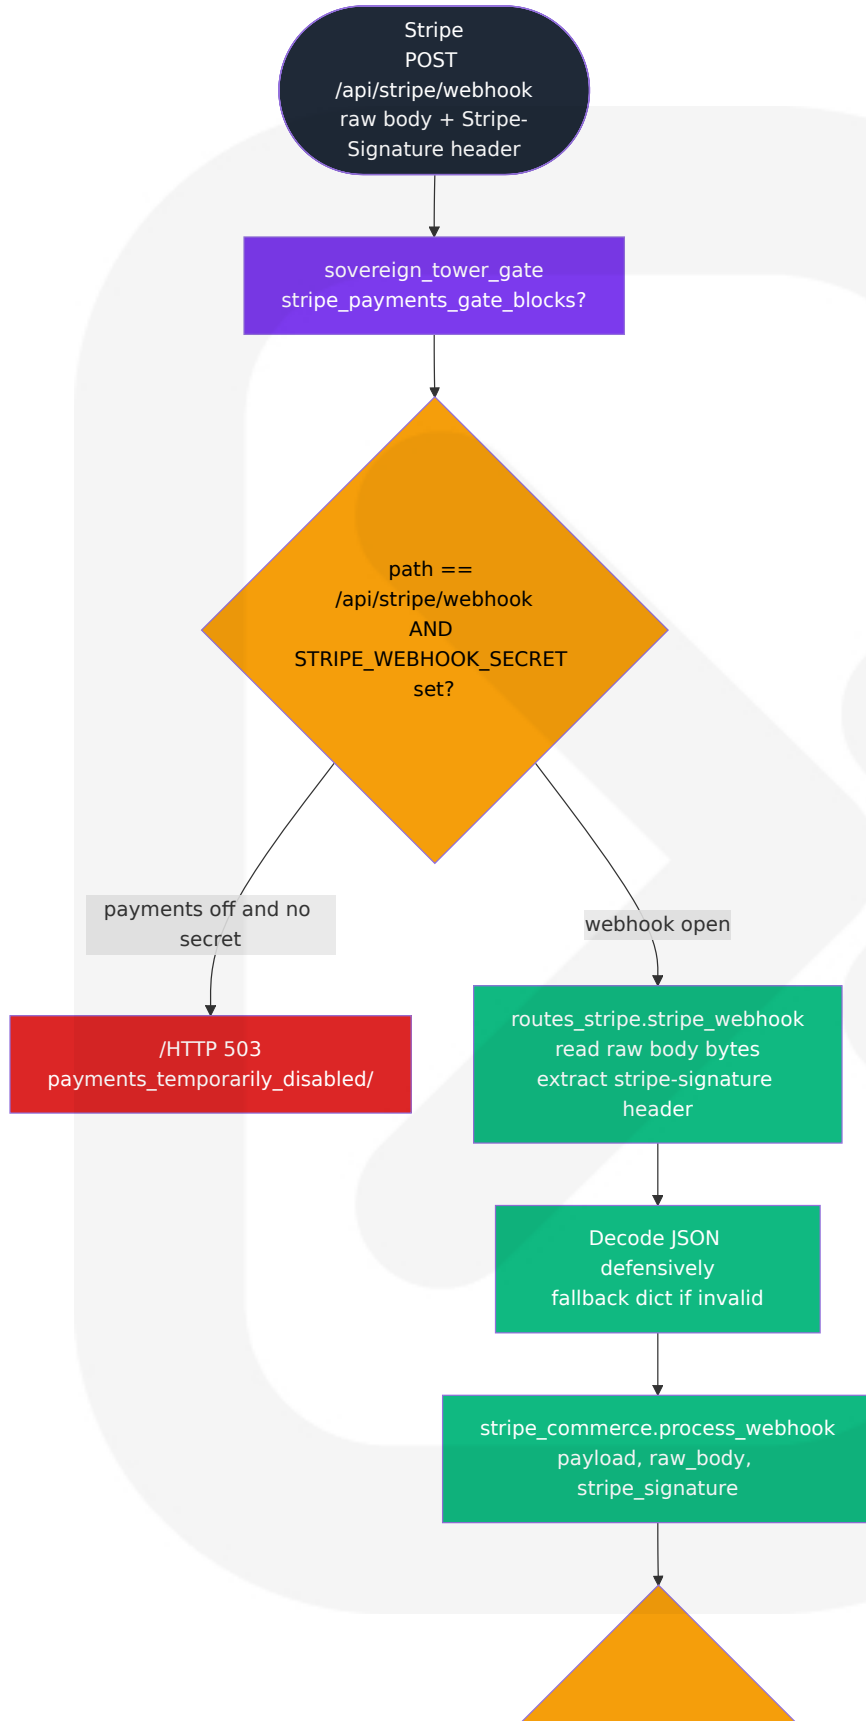 Stripe
POST
/api/stripe/webhook
raw body + Stripe-
Signature header
sovereign_tower_gate
stripe_payments_gate_blocks?
path ==
/api/stripe/webhook
AND
STRIPE_WEBHOOK_SECRET
set?
payments off and no
secret
webhook open
/HTTP 503
payments_temporarily_disabled/
routes_stripe.stripe_webhook
read raw body bytes
extract stripe-signature
header
Decode JSON
defensively
fallback dict if invalid
stripe_commerce.process_webhook
payload, raw_body,
stripe_signature